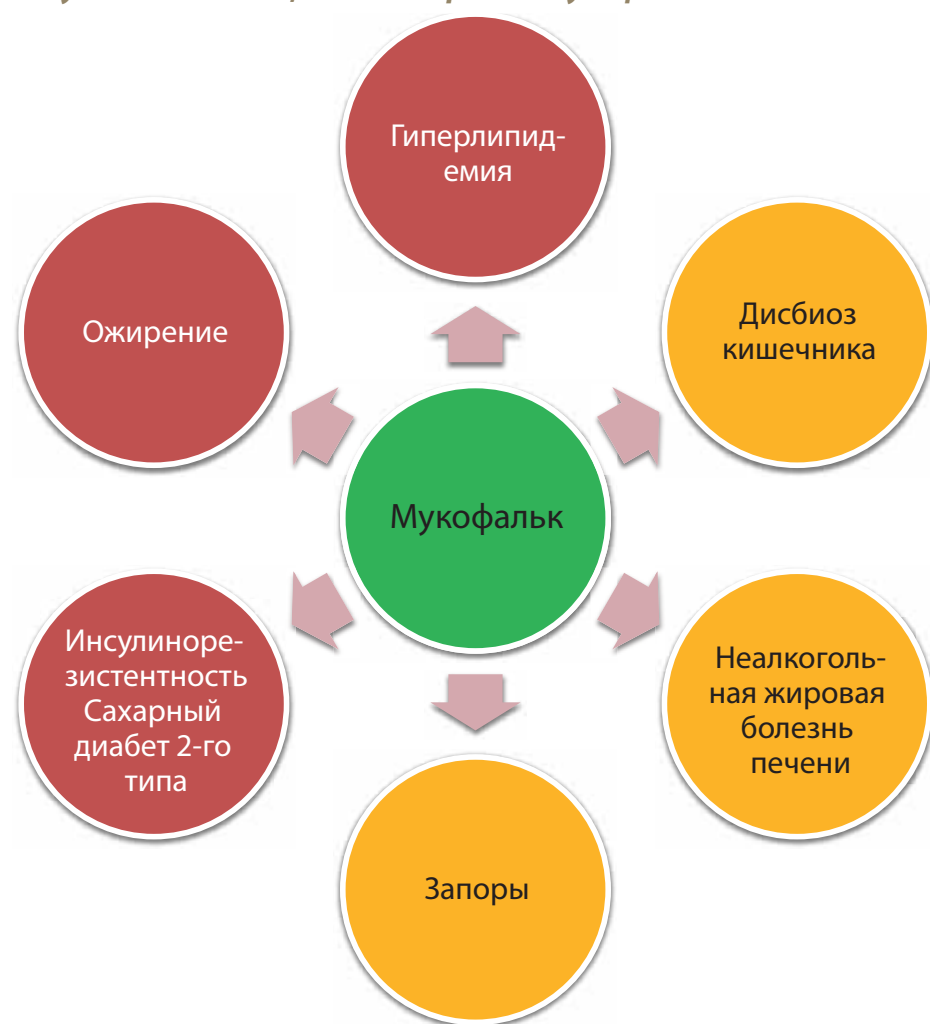 Гиперлипид-
емия
Ожирение
Дисбиоз
кишечника
Мукофальк
Инсулиноре-
зистентность
Сахарный
диабет 2-го
типа
Неалкоголь-
ная жировая
болезнь
печени
Запоры